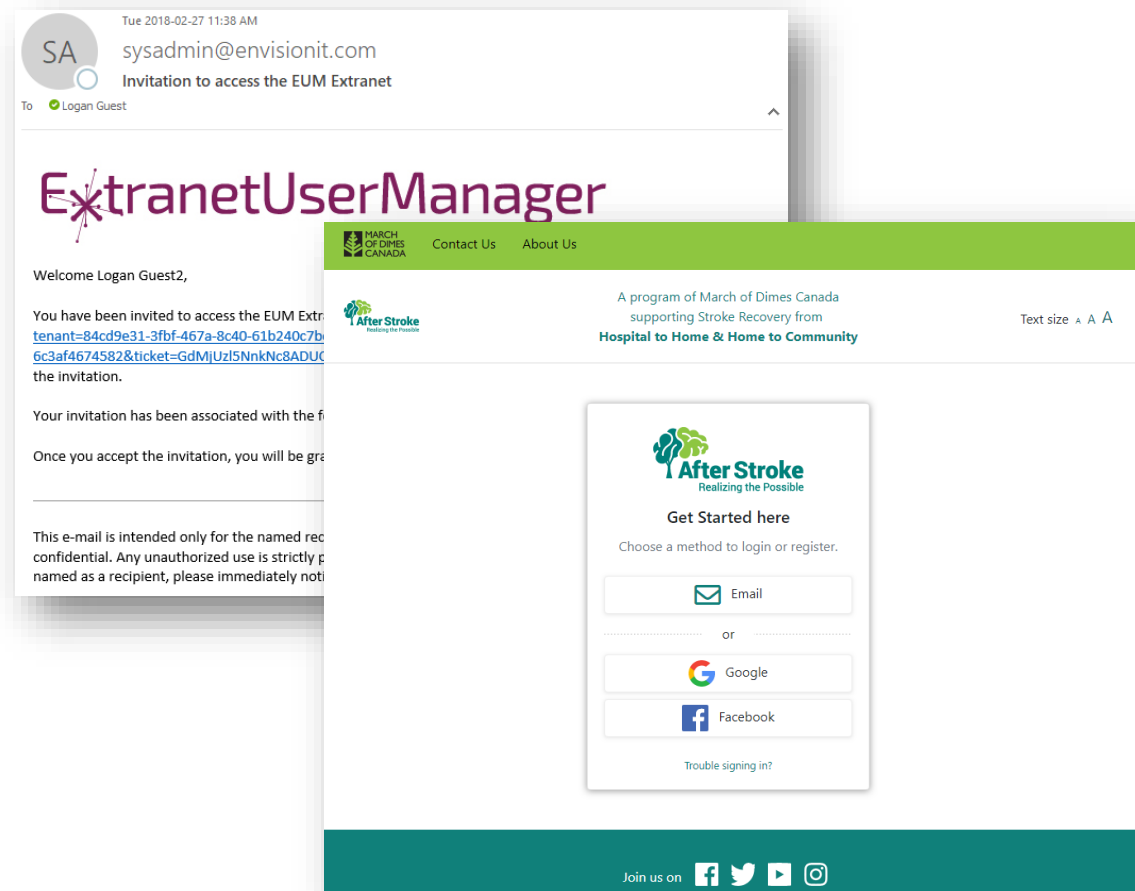 Tue 2018-02-27 11:38 AM
SA
sysadmin@envisionit.com
Invitation to access the EUM Extranet
To Logan Guest
ExtranetUserManager
Welcome Logan Guest2,
You have been invited to access the EUM Extr
tenant=84cd9e31-3fbf-467a-8c40-61b240c7b
6c3af4674582&ticket=GdMjUzl5NnkNc8ADU
the invitation.
Your invitation has been associated with the f
Once you accept the invitation, you will be gra
This e-mail is intended only for the named rec
confidential. Any unauthorized use is strictly p
named as a recipient, please immediately noti
MARCH
OF DIMES
CANADA
Contact Us About Us
After Stroke
Realizing the Possible
A program of March of Dimes Canada
supporting Stroke Recovery from
Hospital to Home & Home to Community
Text size A A A
After Stroke
Realizing the Possible
Get Started here
Choose a method to login or register.
Email
or
Google
Facebook
Trouble signing in?
Join us on